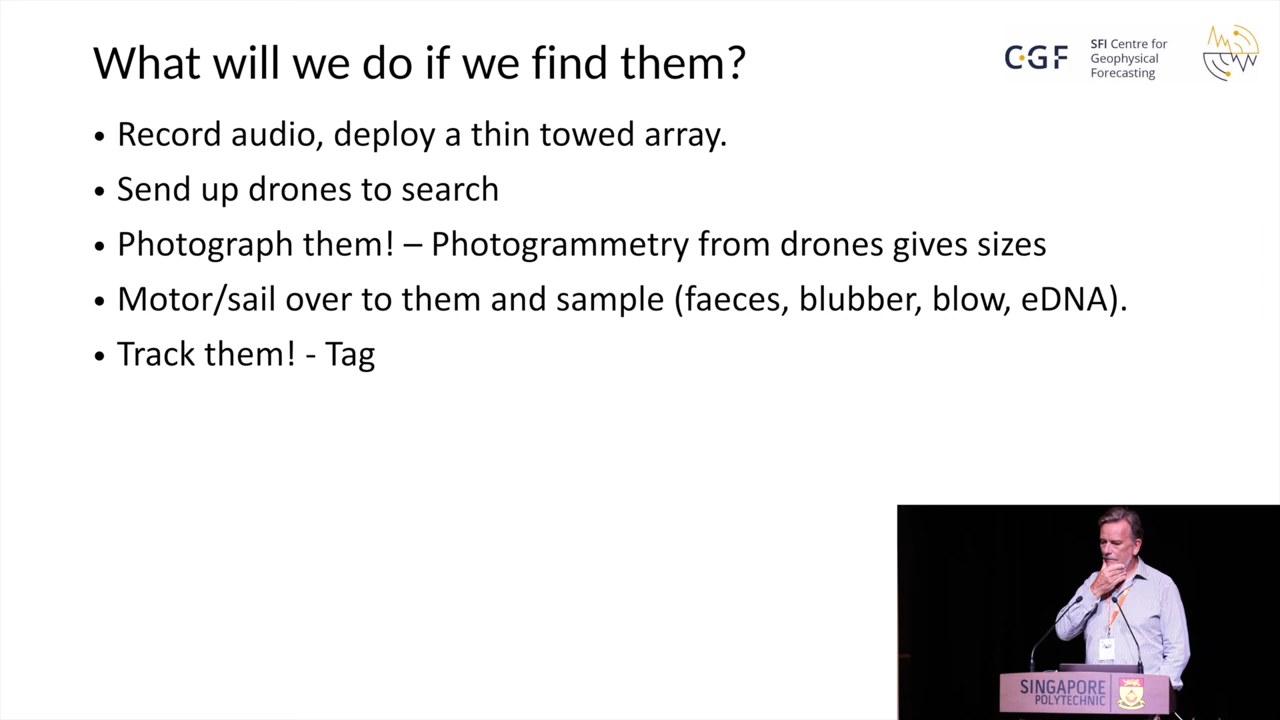 What will we do if we find them?
CGF
SFI Centre for
Geophysical
Forecasting
• Record audio, deploy a thin towed array.
• Send up drones to search
• Photograph them! – Photogrammetry from drones gives sizes
• Motor/sail over to them and sample (faeces, blubber, blow, eDNA).
• Track them! - Tag
SINGAPORE
POLYTECHNIC